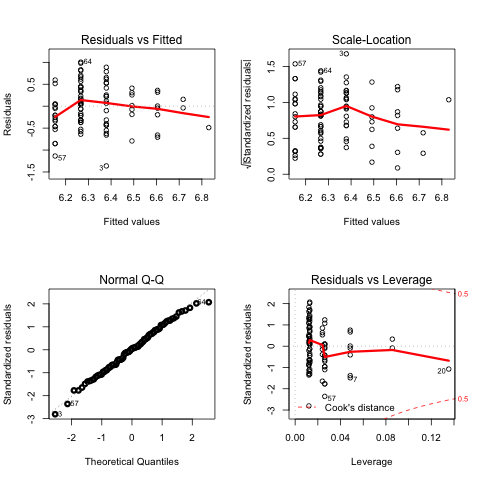 Residuals vs Fitted
Residuals
-1.5 -0.5 0.5
64
57
3
6.2 6.3 6.4 6.5 6.6 6.7 6.8
Fitted values
Scale-Location
√|Standardized residuals|
0.0 0.5 1.0 1.5
3
57
64
6.2 6.3 6.4 6.5 6.6 6.7 6.8
Fitted values
Normal Q-Q
Standardized residuals
-3 -2 -1 0 1 2
64
57
3
-2 -1 0 1 2
Theoretical Quantiles
Residuals vs Leverage
Standardized residuals
-3 -2 -1 0 1 2
0.5
7
20
57
0.5
Cook's distance
0.00 0.04 0.08 0.12
Leverage